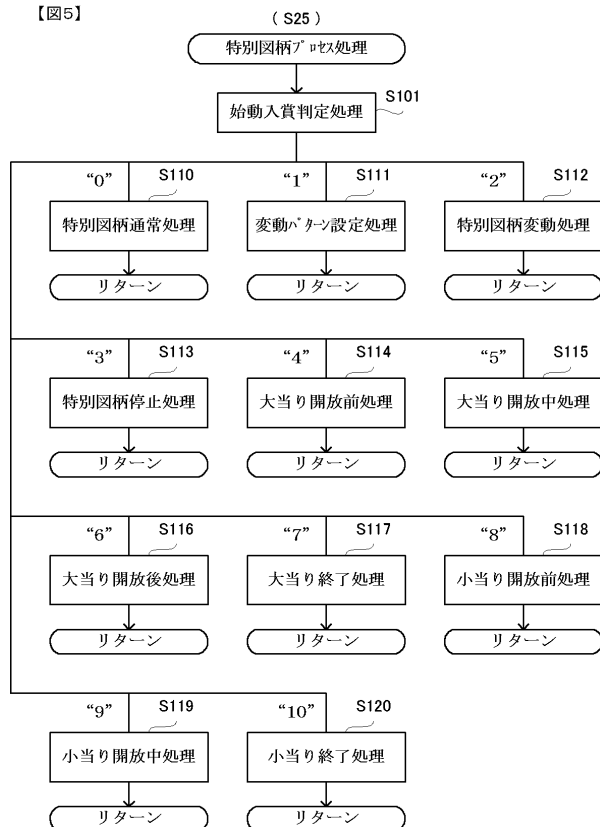 【図5】
(S25)
特別図柄ﾌﾟﾛｾｽ処理
S101
始動入賞判定処理
“0” S110
“1” S111
“2” S112
特別図柄通常処理
変動ﾊﾟﾀｰﾝ設定処理
特別図柄変動処理
リターン
リターン
リターン
“3” S113
“4” S114
“5” S115
特別図柄停止処理
大当り開放前処理
大当り開放中処理
リターン
リターン
リターン
“6” S116
“7” S117
“8” S118
大当り開放後処理
大当り終了処理
小当り開放前処理
リターン
リターン
リターン
“9” S119
“10” S120
小当り開放中処理
小当り終了処理
リターン
リターン